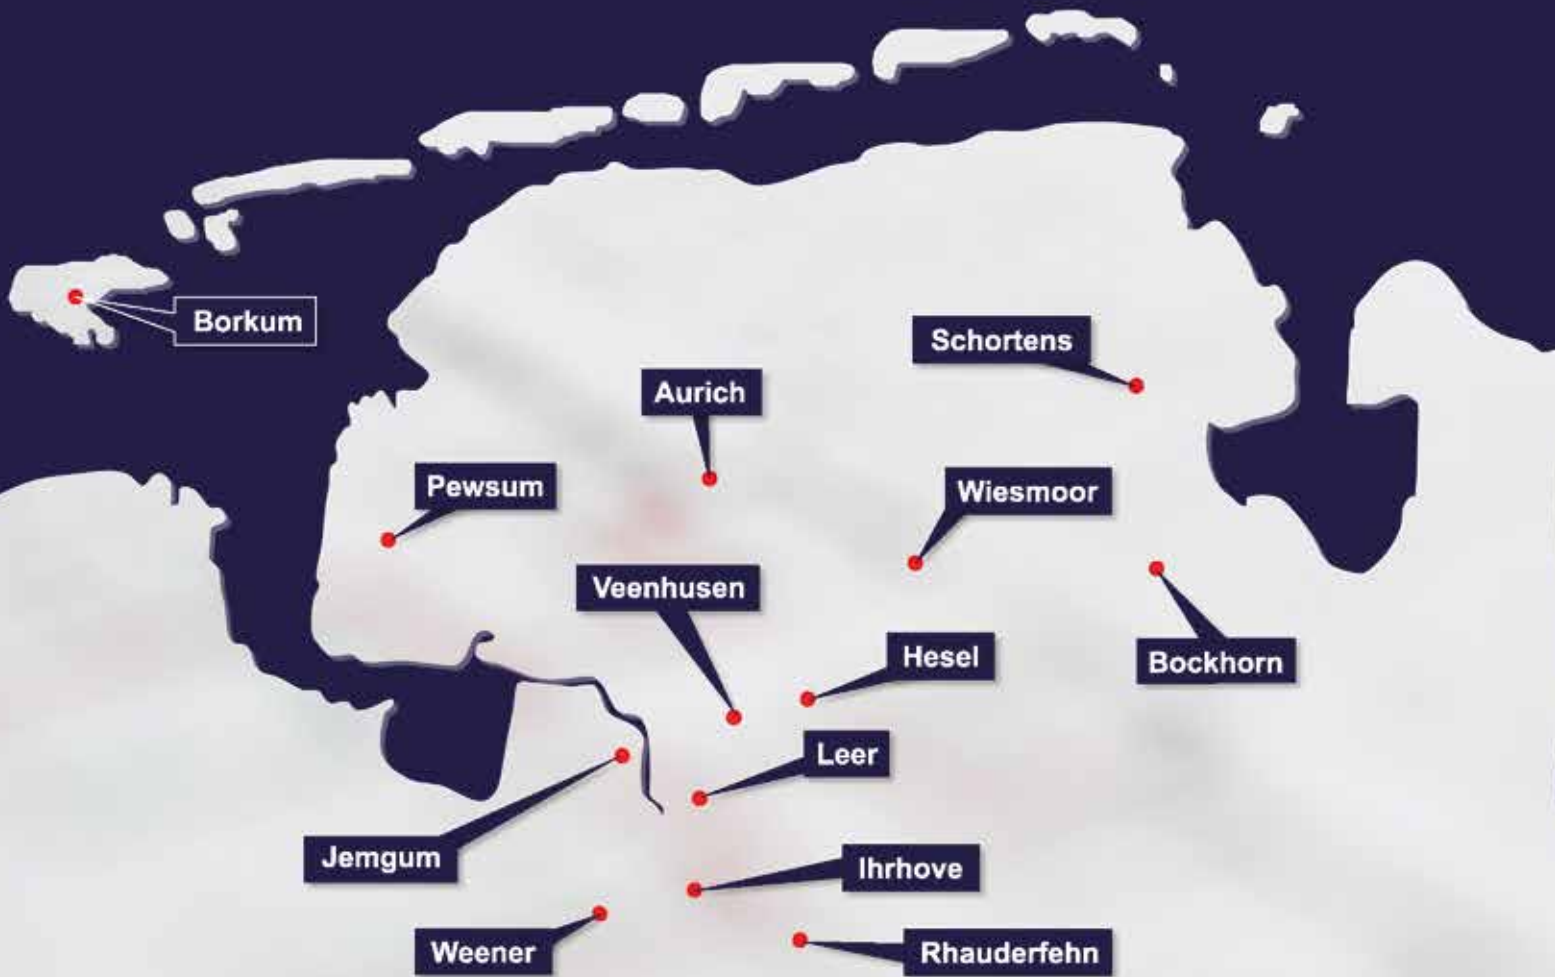 Borkum
Schortens
Aurich
Pewsum
Wiesmoor
Veenhusen
Hesel
Bockhorn
Leer
Jemgum
Ihrhove
Weener
Rhauderfehn